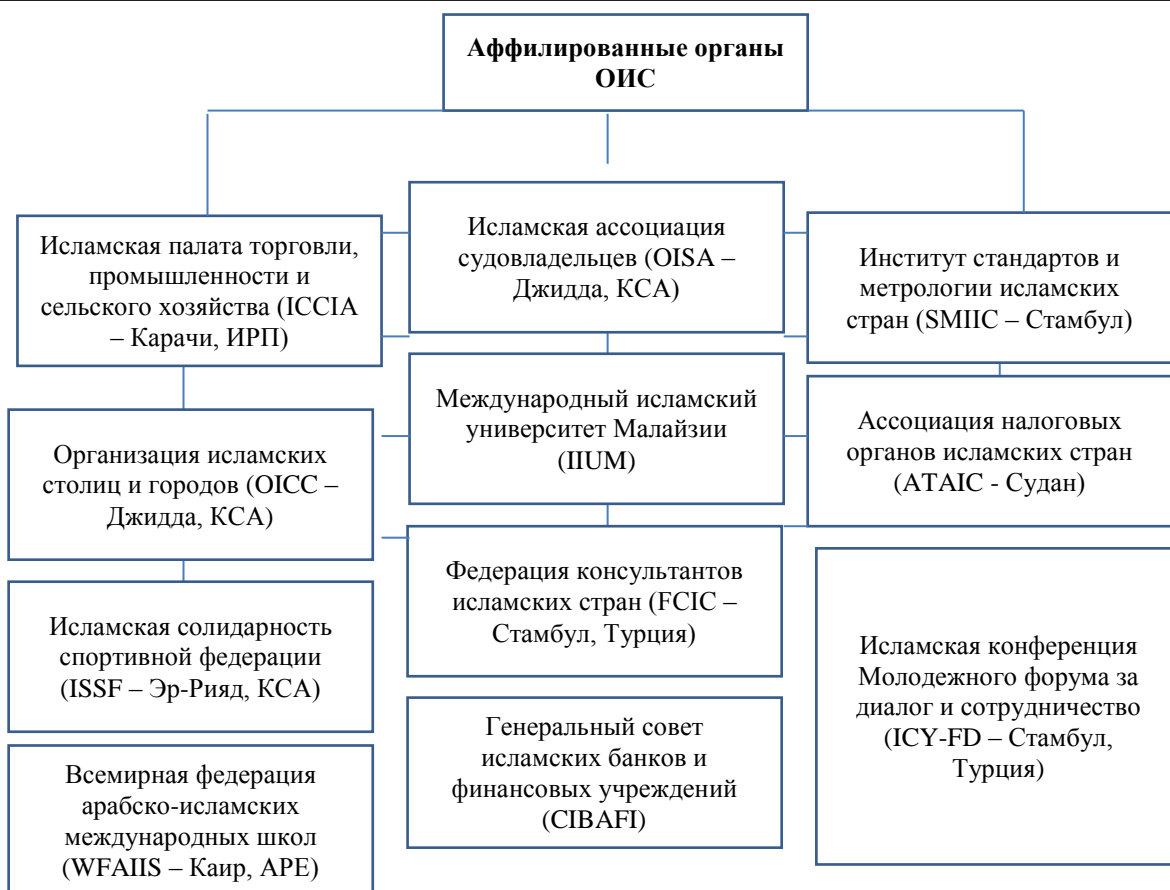 Аффилированные органы
ОИС
Исламская палата торговли,
промышленности и
сельского хозяйства (ICCIA
– Карачи, ИРП)
Исламская ассоциация
судовладельцев (OISA –
Джидда, КСА)
Институт стандартов и
метрологии исламских
стран (SMIIC – Стамбул)
Организация исламских
столиц и городов (OICC –
Джидда, КСА)
Международный исламский
университет Малайзии
(IIUM)
Ассоциация налоговых
органов исламских стран
(ATAIC - Судан)
Исламская солидарность
спортивной федерации
(ISSF – Эр-Рияд, КСА)
Федерация консультантов
исламских стран (FCIC –
Стамбул, Турция)
Исламская конференция
Молодежного форума за
диалог и сотрудничество
(ICY-FD – Стамбул,
Турция)
Всемирная федерация
арабско-исламских
международных школ
(WFAIIS – Каир, АРЕ)
Генеральный совет
исламских банков и
финансовых учреждений
(CIBAFI)